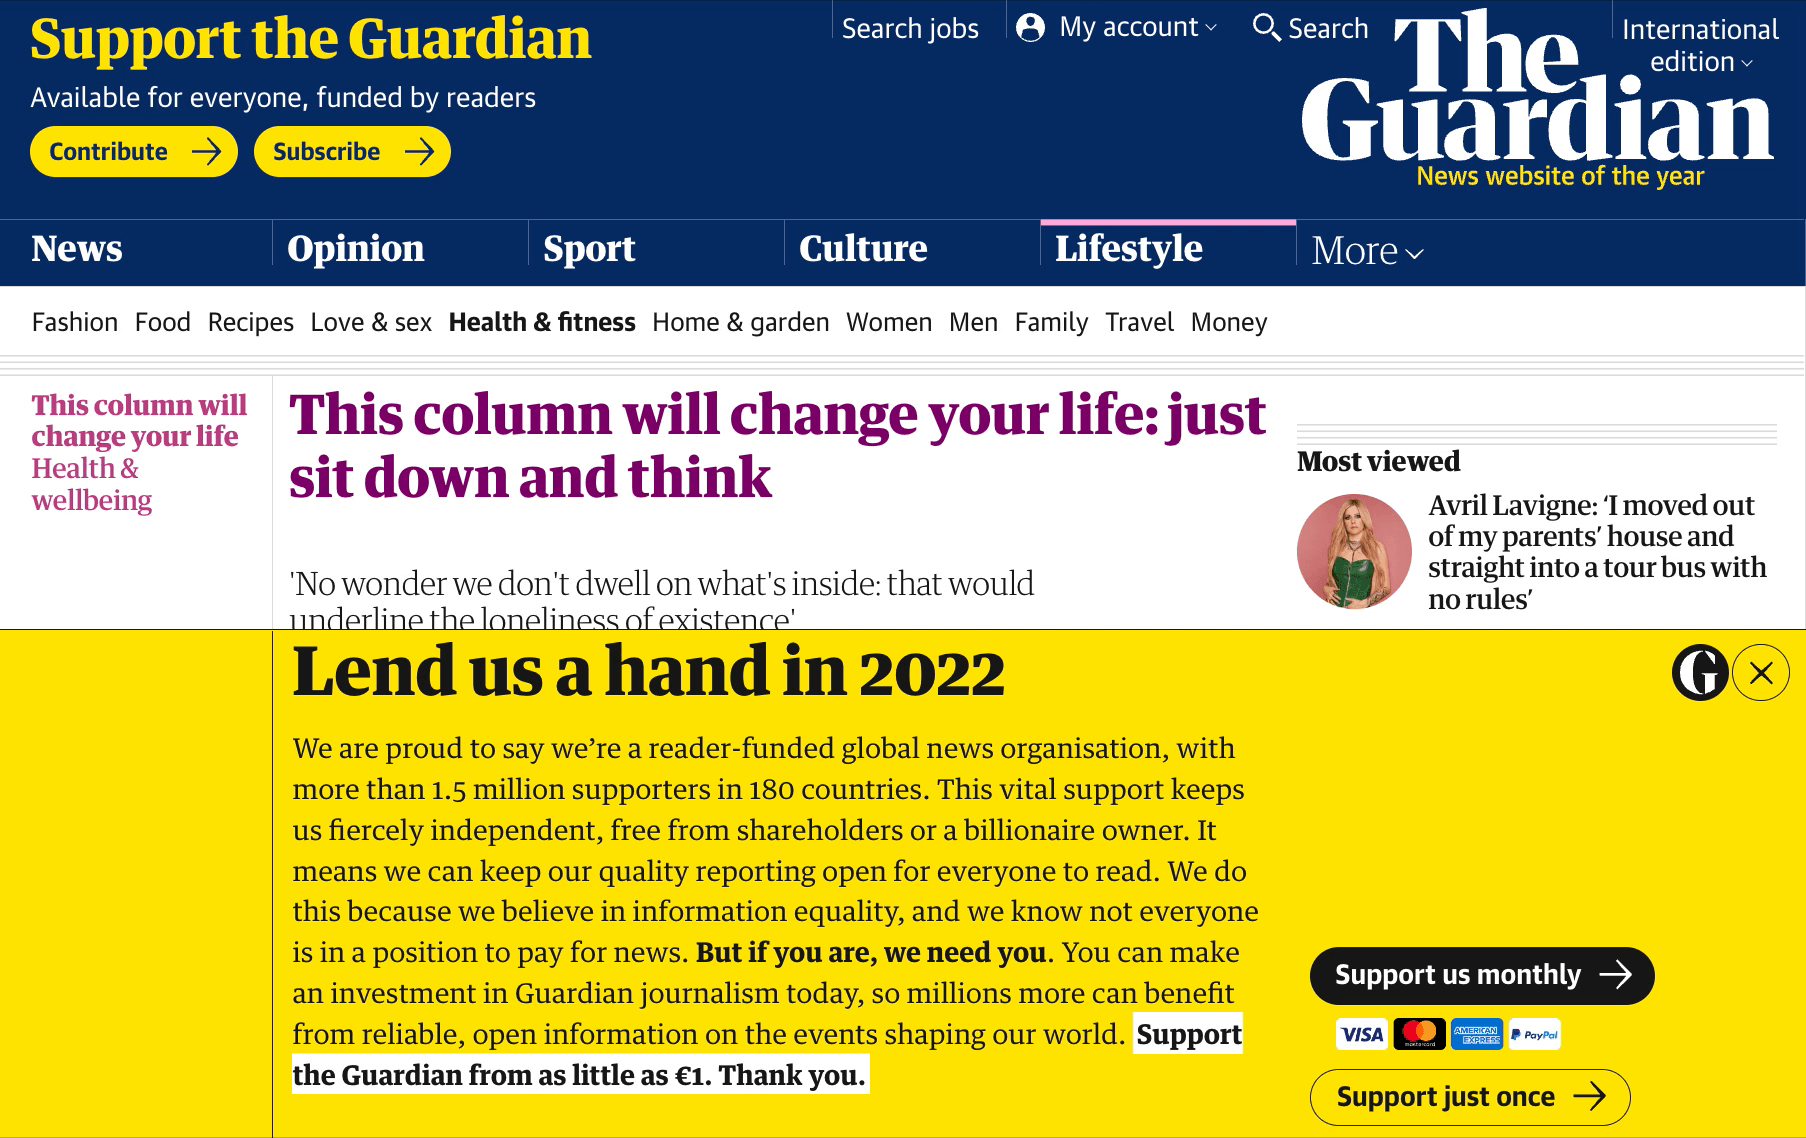 Support the Guardian
Available for everyone, funded by readers
Contribute
Subscribe
Search jobs
My account
Search
International
edition
The
Guardian
News website of the year
News
Opinion
Sport
Culture
Lifestyle
More
Fashion
Food
Recipes
Love & sex
Health & fitness
Home & garden
Women
Men
Family
Travel
Money
This column will
change your life
Health &
wellbeing
This column will change your life: just
sit down and think
'No wonder we don't dwell on what's inside: that would
underline the loneliness of existence'
Most viewed
Avril Lavigne: ‘I moved out
of my parents’ house and
straight into a tour bus with
no rules’
Lend us a hand in 2022
We are proud to say we’re a reader-funded global news organisation, with
more than 1.5 million supporters in 180 countries. This vital support keeps
us fiercely independent, free from shareholders or a billionaire owner. It
means we can keep our quality reporting open for everyone to read. We do
this because we believe in information equality, and we know not everyone
is in a position to pay for news. But if you are, we need you. You can make
an investment in Guardian journalism today, so millions more can benefit
from reliable, open information on the events shaping our world. Support
the Guardian from as little as €1. Thank you.
G
Support us monthly
VISA
mastercard
AMERICAN
EXPRESS
PayPal
Support just once